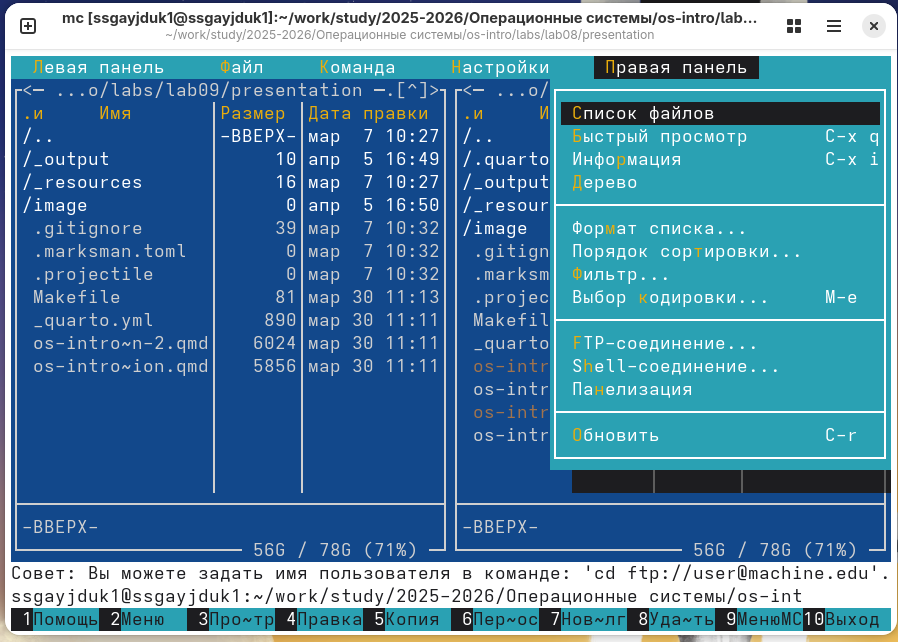 mc [ssgayjduk1@ssgayjduk1]:~/work/study/2025-2026/Операционные системы/os-intro/lab...
~/work/study/2025-2026/Операционные системы/os-intro/labs/lab08/presentation
Левая панель Файл Команда Настройки Правая панель
<— ...o/labs/lab09/presentation —.[^]> <— ...o/
.и Имя Размер Дата правки .и И Список файлов
/.. —ВВЕРХ— мар 7 10:27 /.. Быстрый просмотр C-x q
/_output 10 апр 5 16:49 /.quarto Информация C-x i
/_resources 16 мар 7 10:27 /_output Дерево
/image 0 апр 5 16:50 /_resour
.gitignore 39 мар 7 10:32 /image Формат списка...
.marksman.toml 0 мар 7 10:32 .gitign Порядок сортировки...
.projectile 0 мар 7 10:32 .marksm Фильтр...
Makefile 81 мар 30 11:13 .projec Выбор кодировки... M-e
_quarto.yml 890 мар 30 11:11 Makefil
os-intro~n-2.qmd 6024 мар 30 11:11 _quarto FTP-соединение...
os-intro~ion.qmd 5856 мар 30 11:11 os-intr Shell-соединение...
os-intr Панелизация
os-intr
os-intr Обновить C-r
-ВВЕРХ- -ВВЕРХ-
56G / 78G (71%) 56G / 78G (71%)
Совет: Вы можете задать имя пользователя в команде: 'cd ftp://user@machine.edu'.
ssgayjduk1@ssgayjduk1:~/work/study/2025-2026/Операционные системы/os-int
1Помощь 2Меню 3Про~тр 4Правка 5Копия 6Пер~ос 7Нов~лг 8Уда~ть 9МенюMC 10Выход